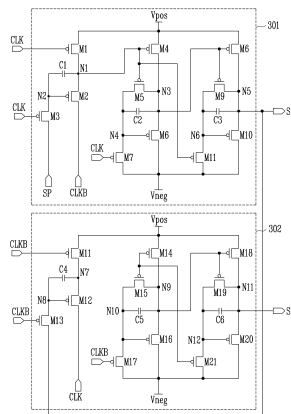 Vpos
301
CLK
M1
M4
M6
C1
N1
M5
N3
M9
N5
N2
M2
C2
C3
CLK
M3
N4
M6
N6
M10
S
CLK
M7
M11
SP
CLKB
Vneg
Vpos
302
CLKB
M11
M14
M18
C4
N7
M15
N9
M19
N11
N8
M12
N10
C5
C6
S
CLKB
M13
M16
N12
M20
CLKB
M17
M21
CLK
Vneg